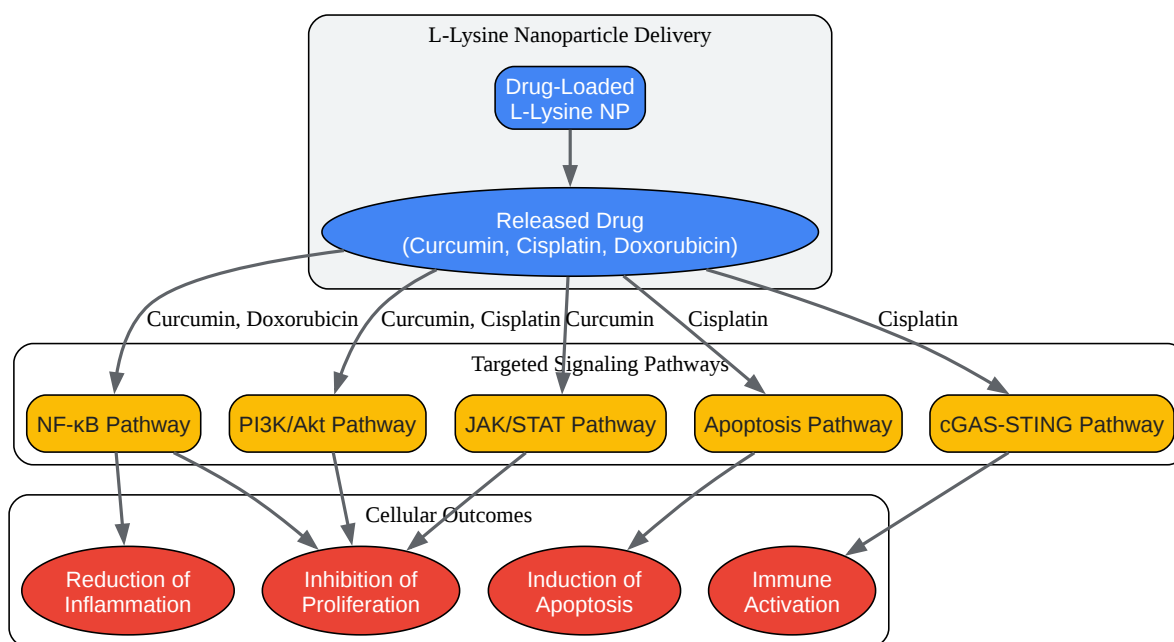 L-Lysine Nanoparticle Delivery
Drug-Loaded
L-Lysine NP
Released Drug
(Curcumin, Cisplatin, Doxorubicin)
Curcumin, Doxorubicin
Curcumin, Cisplatin
Curcumin
Cisplatin
Cisplatin
Targeted Signaling Pathways
NF-κB Pathway
PI3K/Akt Pathway
JAK/STAT Pathway
Apoptosis Pathway
cGAS-STING Pathway
Cellular Outcomes
Reduction of
Inflammation
Inhibition of
Proliferation
Induction of
Apoptosis
Immune
Activation